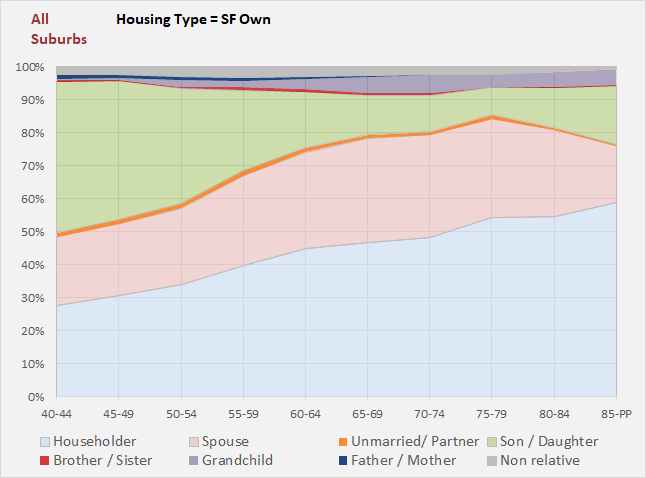 All
Suburbs
Housing Type = SF Own
100%
90%
80%
70%
60%
50%
40%
30%
20%
10%
0%
40-44 45-49 50-54 55-59 60-64 65-69 70-74 75-79 80-84 85-PP
Householder Spouse Unmarried/ Partner Son / Daughter
Brother / Sister Grandchild Father / Mother Non relative